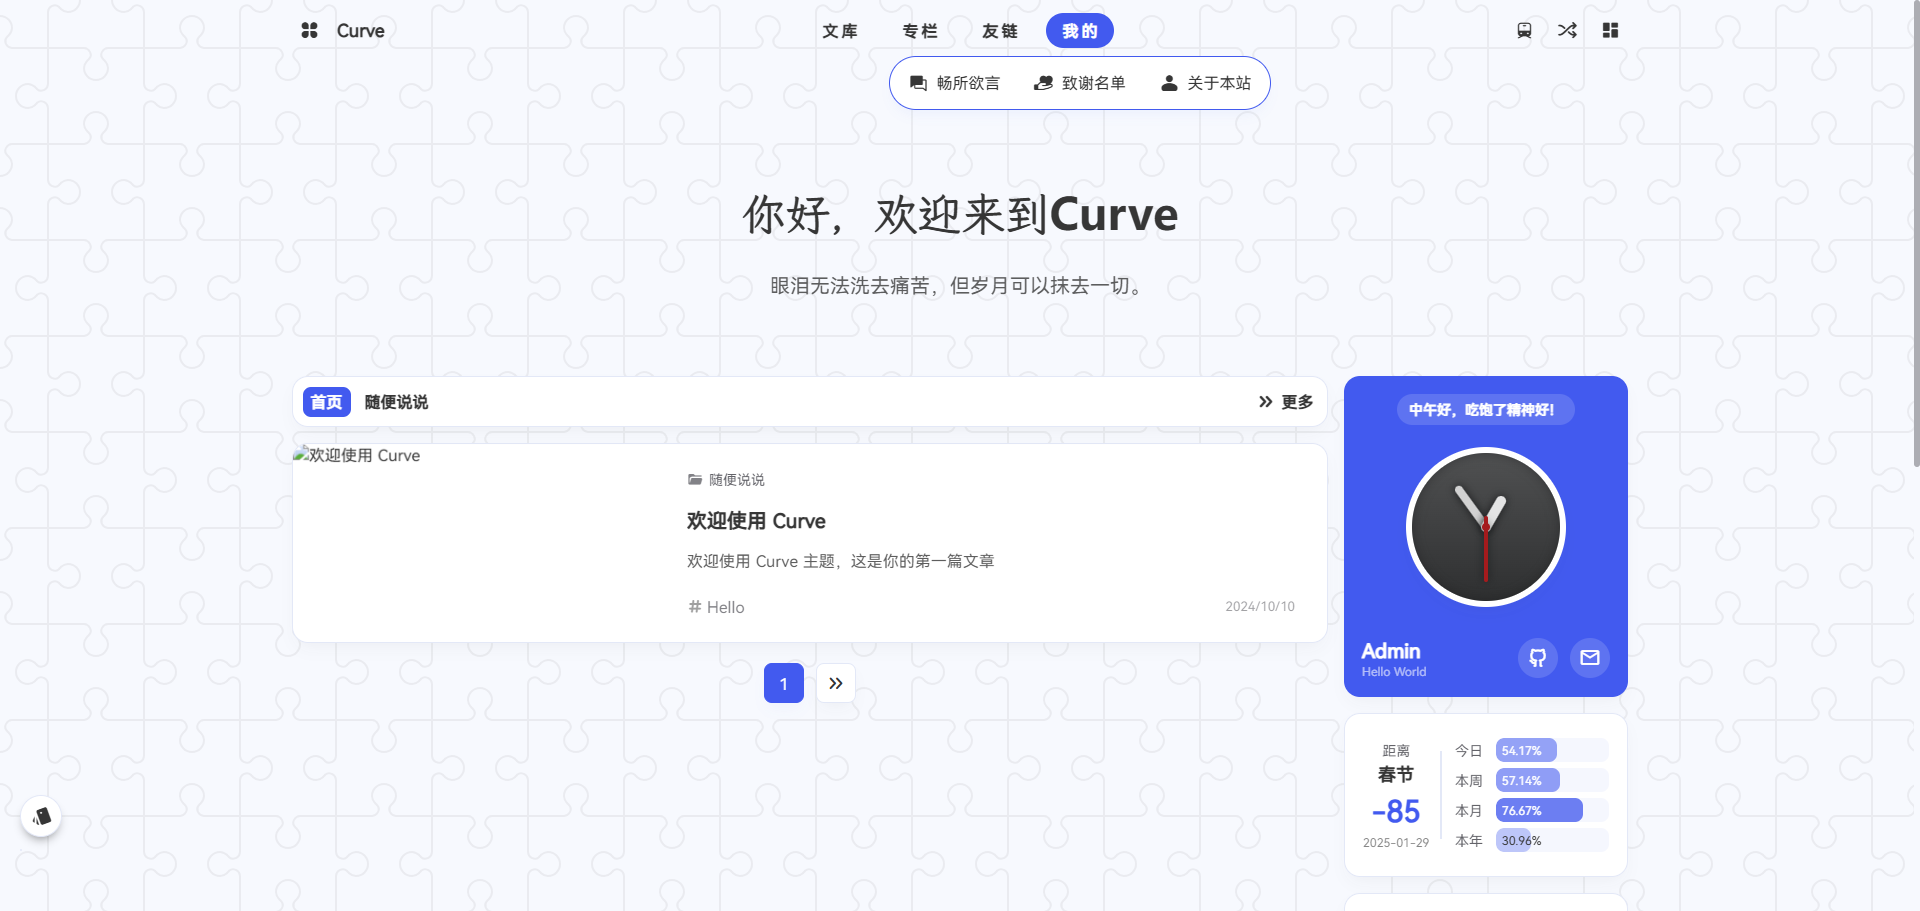 Curve
文库
专栏
友链
我的
畅所欲言
致谢名单
关于本站
你好，欢迎来到Curve
眼泪无法洗去痛苦，但岁月可以抹去一切。
首页
随便说说
更多
欢迎使用 Curve
随便说说
欢迎使用 Curve
欢迎使用 Curve 主题，这是你的第一篇文章
# Hello
2024/10/10
1
中午好，吃饱了精神好！
Admin
Hello World
距离
春节
-85
2025-01-29
今日 54.17%
本周 57.14%
本月 76.67%
本年 30.96%